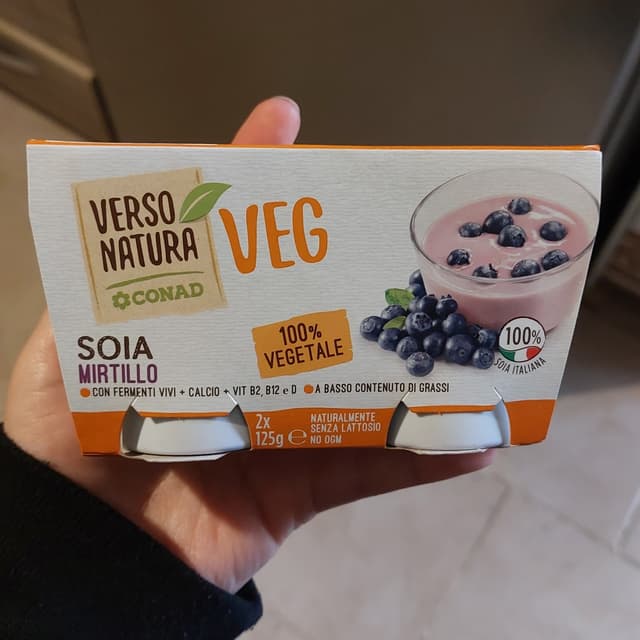 VERSO
NATURA
CONAD
VEG
100%
VEGETALE
100%
SOIA ITALIANA
SOIA
MIRTILLO
CON FERMENTI VIVI + CALCIO + VIT B2, B12 e D A BASSO CONTENUTO DI GRASSI
2x
125g ℮
NATURALMENTE
SENZA LATTOSIO
NO OGM